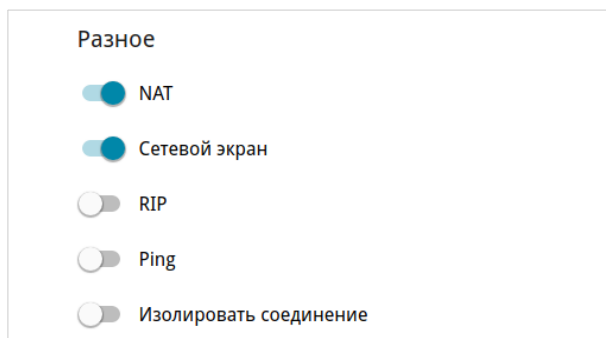 Разное
NAT
Сетевой экран
RIP
Ping
Изолировать соединение